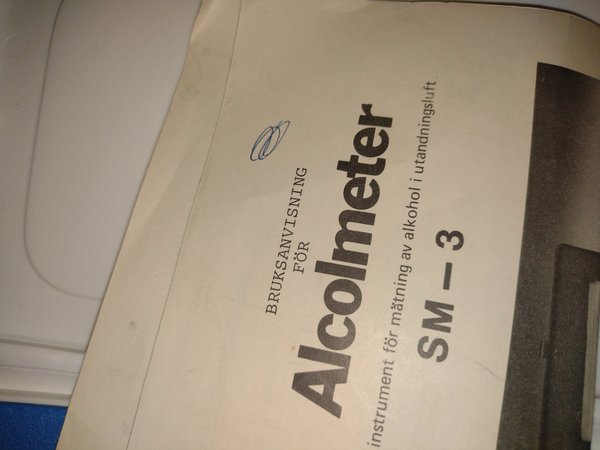 BRUKSANVISNING
FÖR
Alcolmeter
instrument för mätning av alkohol i utandningsluft.
SM – 3